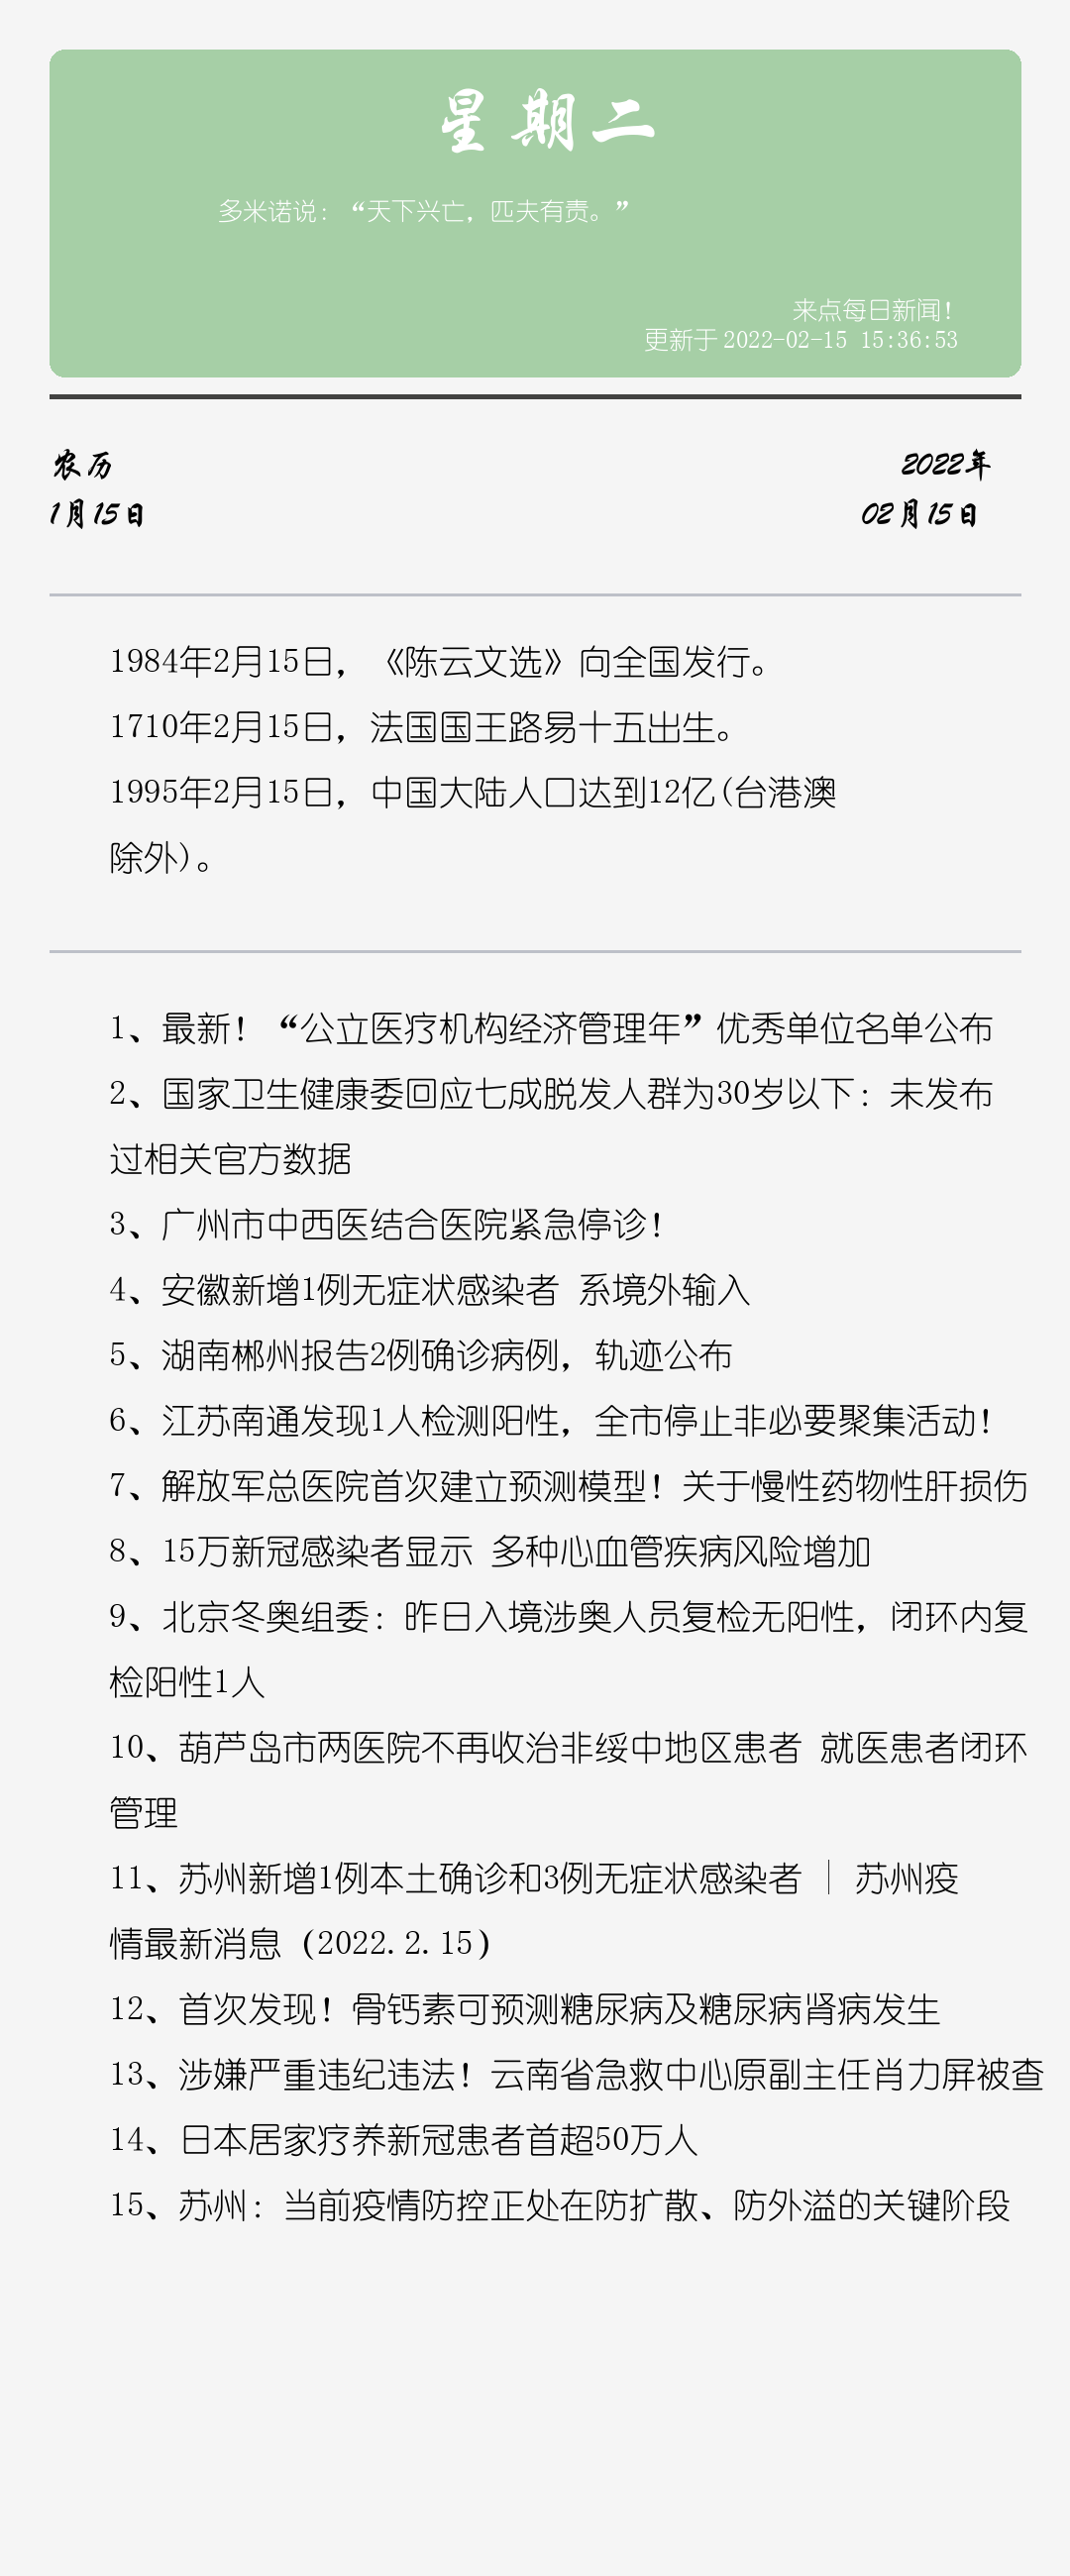 星期二
多米诺说：“天下兴亡，匹夫有责。”
来点每日新闻！
更新于 2022-02-15 15:36:53
农历
2022年
1月15日
02月15日
1984年2月15日，《陈云文选》向全国发行。
1710年2月15日，法国国王路易十五出生。
1995年2月15日，中国大陆人口达到12亿(台港澳
除外)。
1、最新！“公立医疗机构经济管理年”优秀单位名单公布
2、国家卫生健康委回应七成脱发人群为30岁以下：未发布
过相关官方数据
3、广州市中西医结合医院紧急停诊！
4、安徽新增1例无症状感染者 系境外输入
5、湖南郴州报告2例确诊病例，轨迹公布
6、江苏南通发现1人检测阳性，全市停止非必要聚集活动！
7、解放军总医院首次建立预测模型！关于慢性药物性肝损伤
8、15万新冠感染者显示 多种心血管疾病风险增加
9、北京冬奥组委：昨日入境涉奥人员复检无阳性，闭环内复
检阳性1人
10、葫芦岛市两医院不再收治非绥中地区患者 就医患者闭环
管理
11、苏州新增1例本土确诊和3例无症状感染者 | 苏州疫
情最新消息（2022.2.15）
12、首次发现！骨钙素可预测糖尿病及糖尿病肾病发生
13、涉嫌严重违纪违法！云南省急救中心原副主任肖力屏被查
14、日本居家疗养新冠患者首超50万人
15、苏州：当前疫情防控正处在防扩散、防外溢的关键阶段